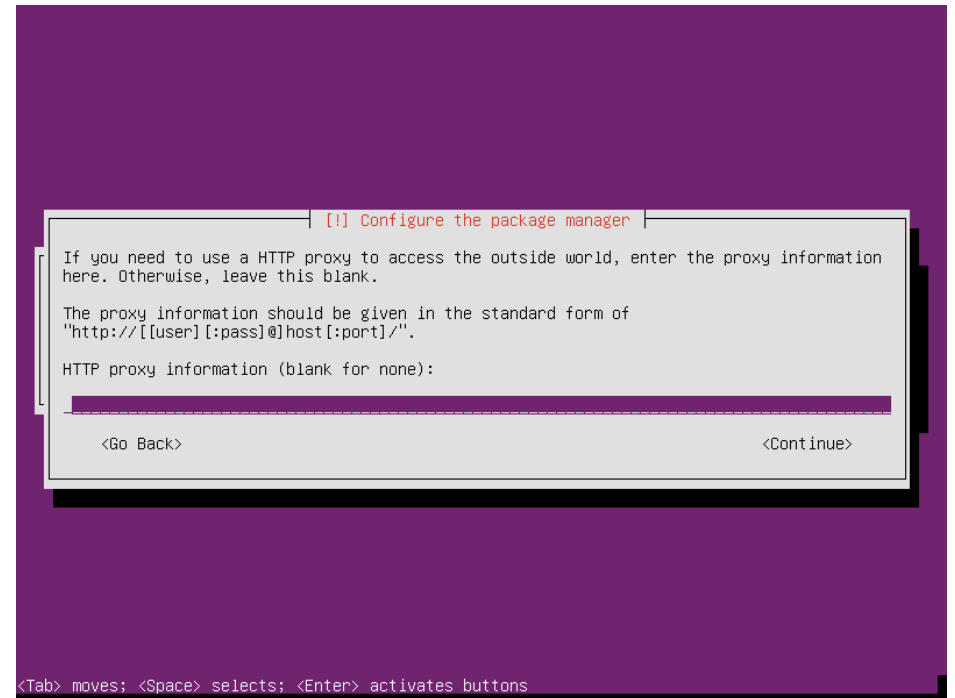 [!] Configure the package manager
If you need to use a HTTP proxy to access the outside world, enter the proxy information
here. Otherwise, leave this blank.
The proxy information should be given in the standard form of
"http://[[user][:pass]@]host[:port]/".
HTTP proxy information (blank for none):
<Go Back> <Continue>
<Tab> moves; <Space> selects; <Enter> activates buttons